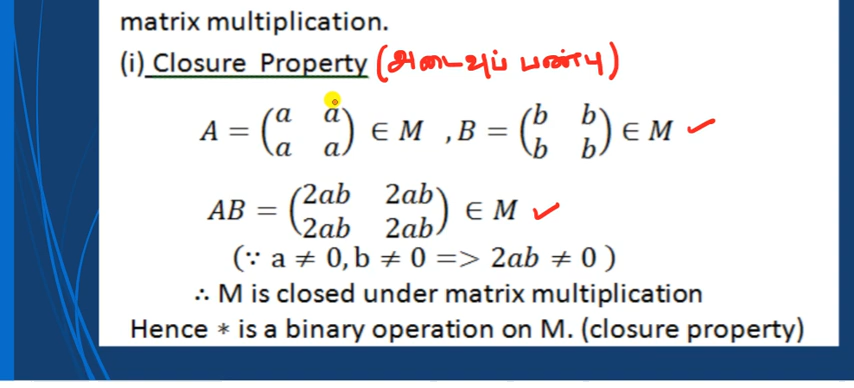 matrix multiplication.
(i) Closure Property (அடைவுப் பண்பு)
A = (a a a a) ∈ M , B = (b b b b) ∈ M ✓
AB = (2ab 2ab 2ab 2ab) ∈ M ✓
(∵ a ≠ 0, b ≠ 0 => 2ab ≠ 0 )
∴ M is closed under matrix multiplication
Hence * is a binary operation on M. (closure property)